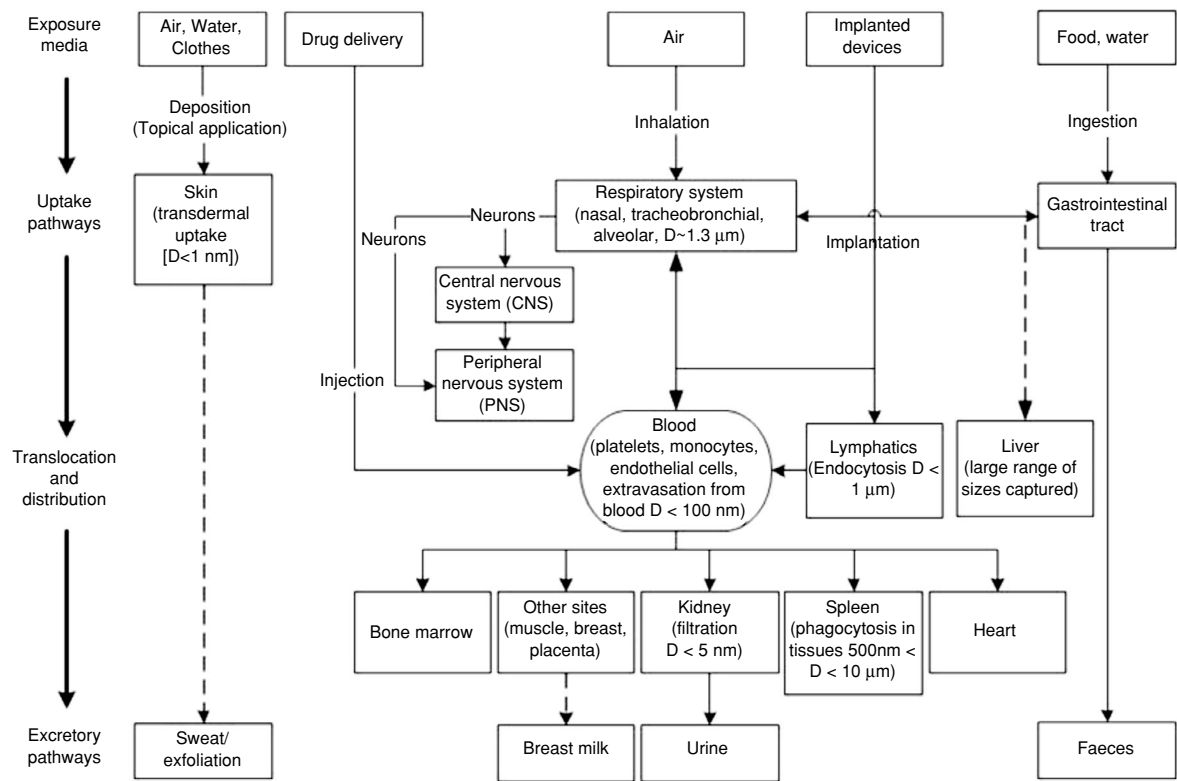 Exposure
media
Air, Water,
Clothes
Drug delivery
Air
Implanted
devices
Food, water
Deposition
(Topical application)
Inhalation
Ingestion
Uptake
pathways
Skin
(transdermal
uptake
[D<1 nm])
Neurons
Neurons
Respiratory system
(nasal, tracheobronchial,
alveolar, D~1.3 μm)
Implantation
Gastrointestinal
tract
Central nervous
system (CNS)
Peripheral
nervous system
(PNS)
Injection
Translocation
and
distribution
Blood
(platelets, monocytes,
endothelial cells,
extravasation from
blood D < 100 nm)
Lymphatics
(Endocytosis D <
1 μm)
Liver
(large range of
sizes captured)
Bone marrow
Other sites
(muscle, breast,
placenta)
Kidney
(filtration
D < 5 nm)
Spleen
(phagocytosis in
tissues 500nm <
D < 10 μm)
Heart
Excretory
pathways
Sweat/
exfoliation
Breast milk
Urine
Faeces